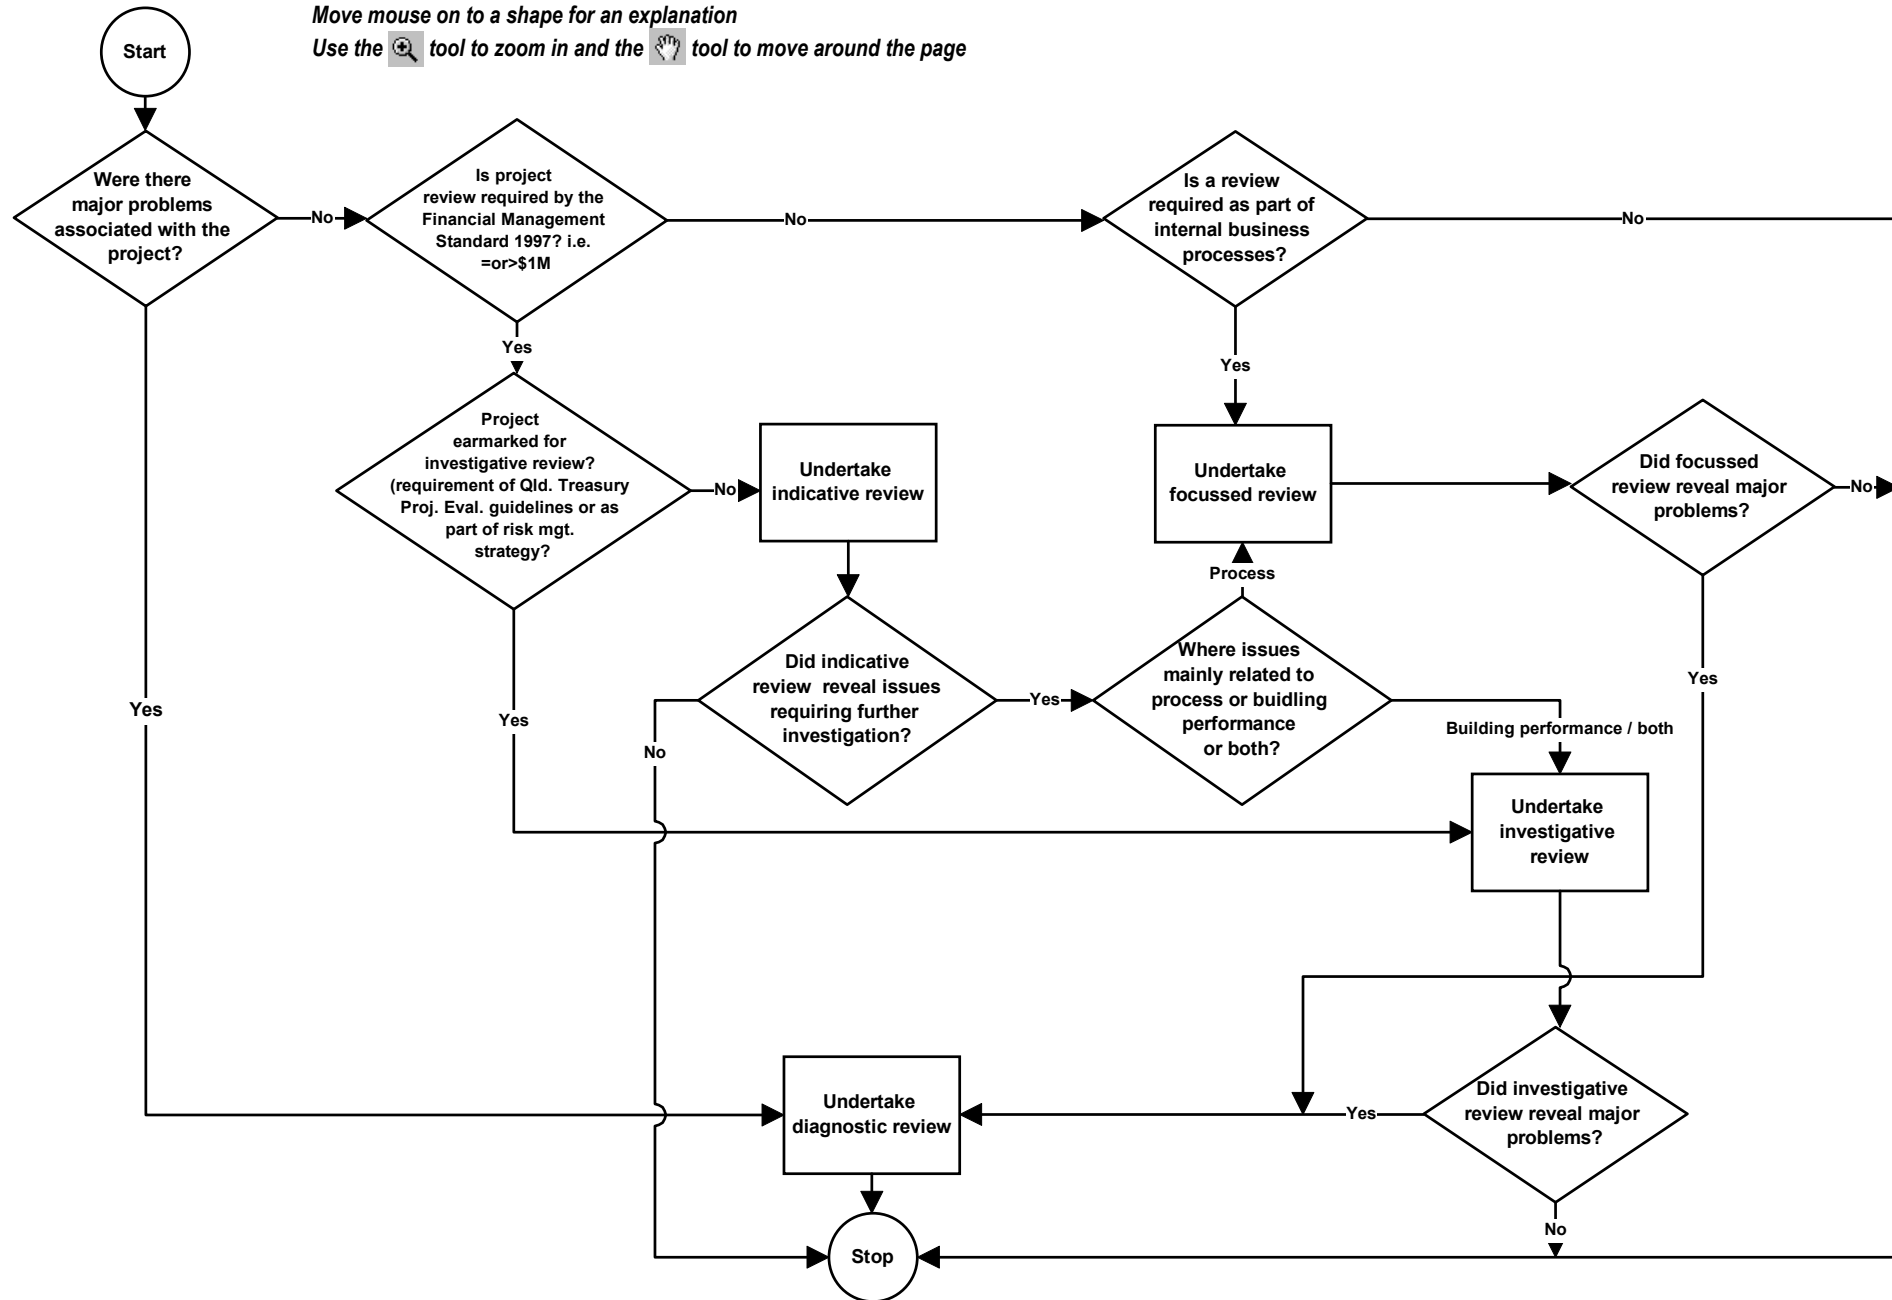 Move mouse on to a shape for an explanation
Use the tool to zoom in and the tool to move around the page
Start
Were there
major problems
associated with the
project?
No
Is project
review required by the
Financial Management
Standard 1997? i.e.
=or>$1M
No
Is a review
required as part of
internal business
processes?
No
Yes
Yes
Project
earmarked for
investigative review?
(requirement of Qld. Treasury
Proj. Eval. guidelines or as
part of risk mgt.
strategy?
No
Undertake
indicative review
Undertake
focussed review
Did focussed
review reveal major
problems?
No
Process
Yes
Yes
Did indicative
review reveal issues
requiring further
investigation?
Yes
Where issues
mainly related to
process or buidling
performance
or both?
Yes
Building performance / both
No
Undertake
investigative
review
Yes
Undertake
diagnostic review
Yes
Did investigative
review reveal major
problems?
No
Stop